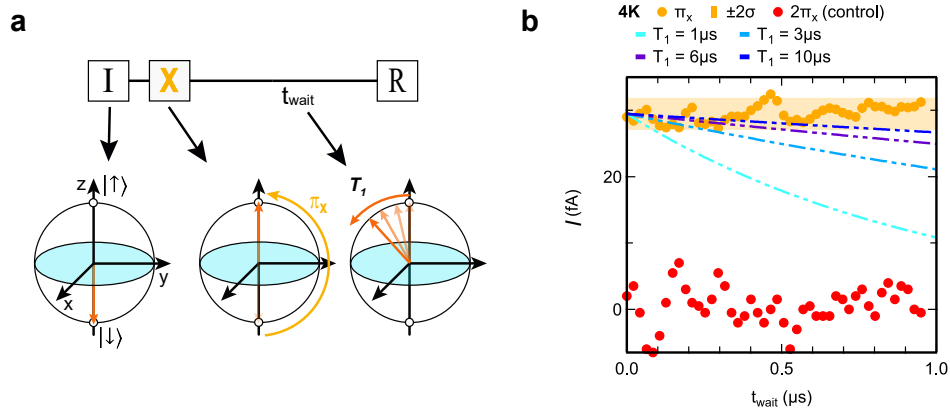 a
I X R
t_wait
z |↑⟩
y
x
|↓⟩
π_X
T_1
b
4K π_x ±2σ 2π_x (control)
T_1 = 1μs T_1 = 3μs
T_1 = 6μs T_1 = 10μs
I (fA)
20
0
0.0 0.5 1.0
t_wait (μs)